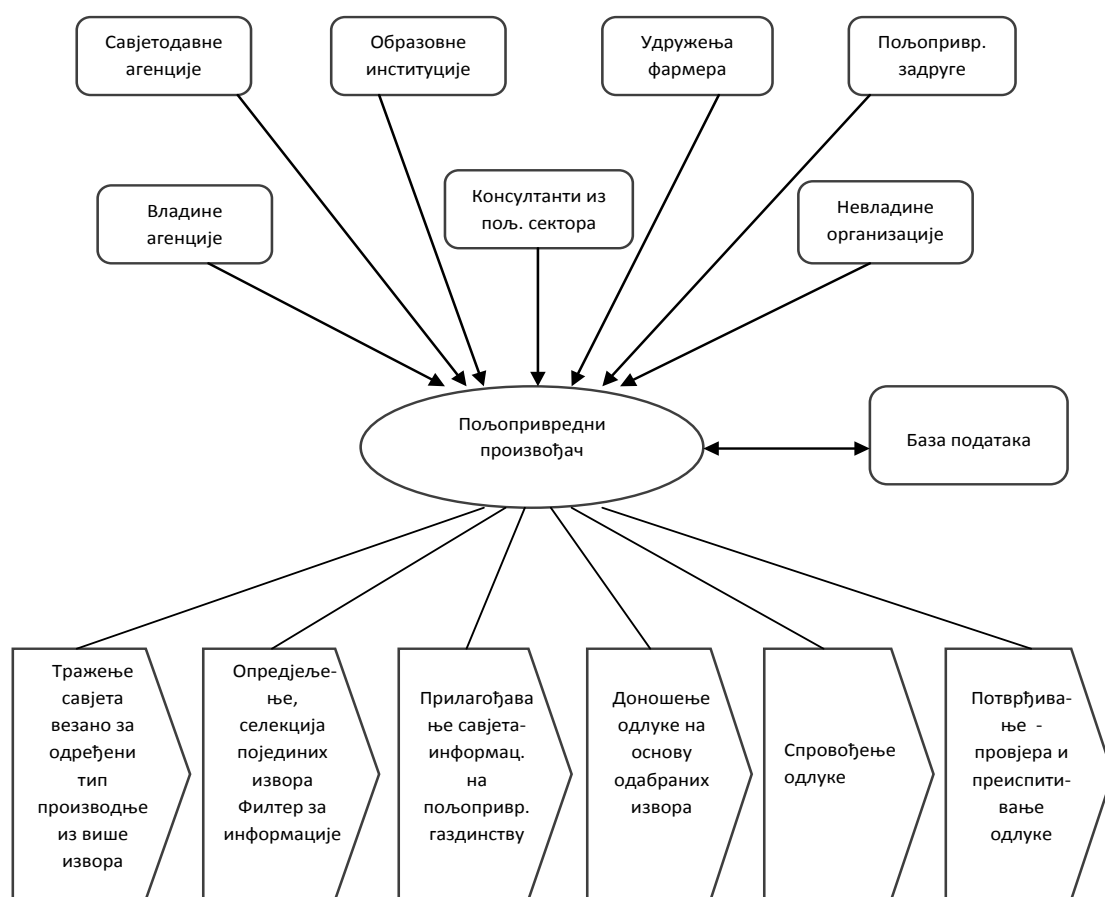 Савјетодавне
агенције
Образовне
институције
Удружења
фармера
Пољопривр.
задруге
Владине
агенције
Консултанти из
пољ. сектора
Невладине
организације
Пољопривредни
произвођач
База података
Тражење
савјета
везано за
одређени
тип
производње
из више
извора
Опредјеље-
ње,
селекција
појединих
извора
Филтер за
информације
Прилагођава
ње савјета-
информац.
на
пољопривр.
газдинству
Доношење
одлуке на
основу
одабраних
извора
Спровођење
одлуке
Потврђива-
ње -
провјера и
преиспити-
вање
одлуке